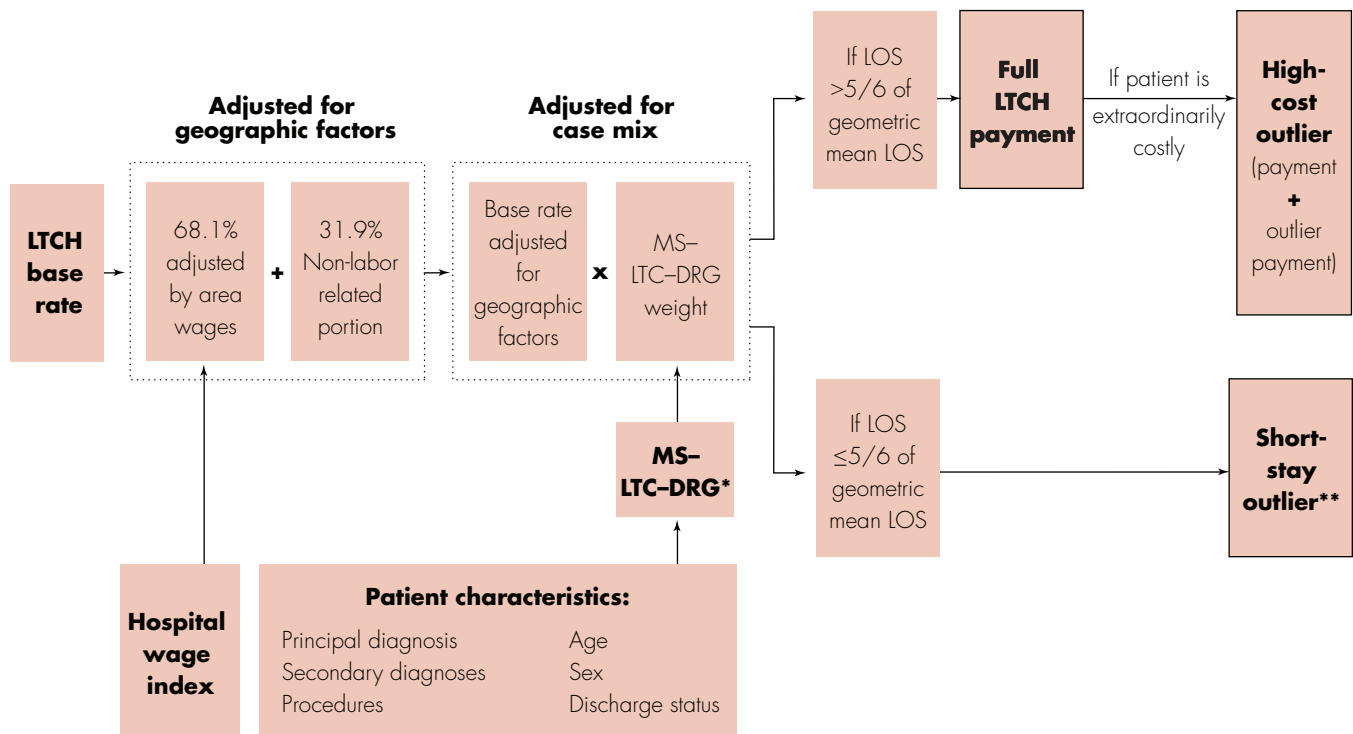 Adjusted for
geographic factors
Adjusted for
case mix
LTCH
base
rate
68.1%
adjusted
by area
wages
+
31.9%
Non-labor
related
portion
Base rate
adjusted
for
geographic
factors
x
MS–
LTC–DRG
weight
If LOS
>5/6 of
geometric
mean LOS
Full
LTCH
payment
If patient is
extraordinarily
costly
High-
cost
outlier
(payment
+
outlier
payment)
MS–
LTC–DRG*
If LOS
≤5/6 of
geometric
mean LOS
Short-
stay
outlier**
Hospital
wage
index
Patient characteristics:
Principal diagnosis
Secondary diagnoses
Procedures
Age
Sex
Discharge status